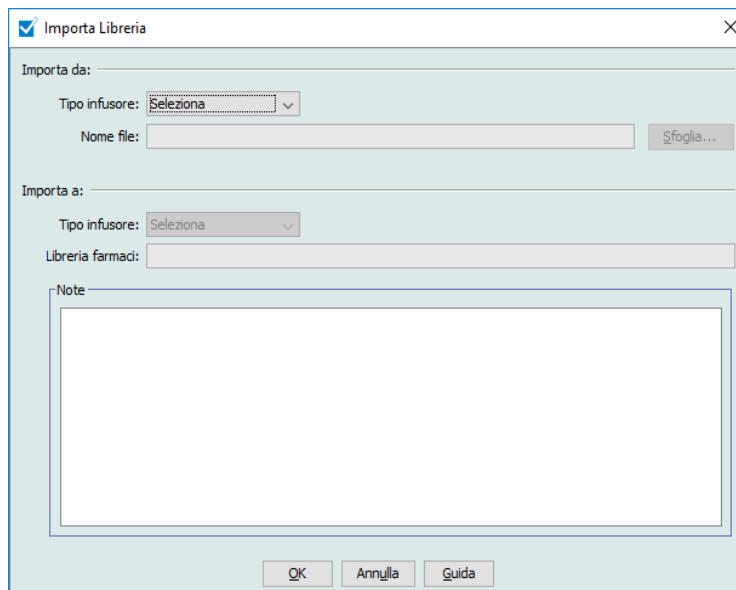 Importa Libreria
Importa da:
Tipo infusore: Seleziona
Nome file: Sfoglia...
Importa a:
Tipo infusore: Seleziona
Libreria farmaci:
Note
OK Annulla Guida